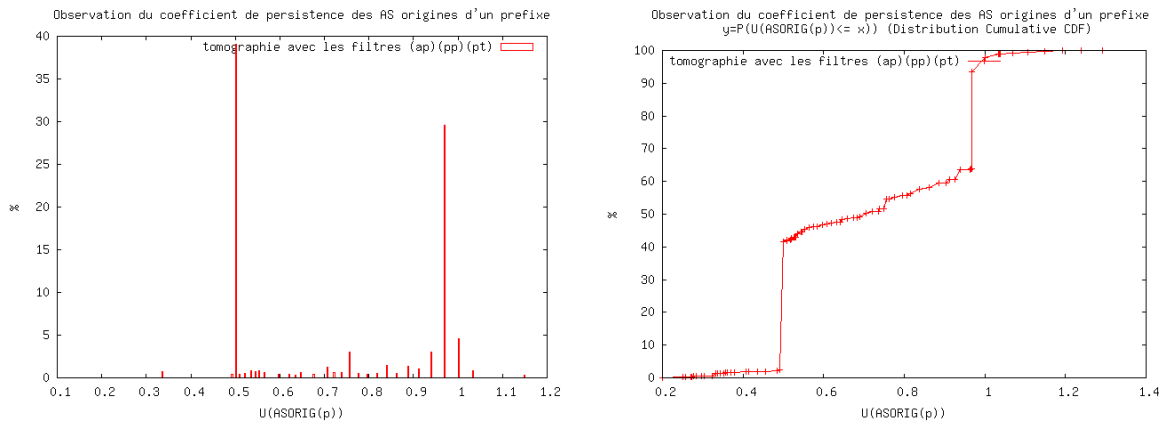 Observation du coefficient de persistence des AS origines d'un prefixe
40
35
30
25
20
15
10
5
0
%
tomographie avec les filtres (ap)(pp)(pt)
0.1 0.2 0.3 0.4 0.5 0.6 0.7 0.8 0.9 1 1.1 1.2
U(ASORIG(p))
Observation du coefficient de persistence des AS origines d'un prefixe
y=P(U(ASORIG(p))<= x)) (Distribution Cumulative CDF)
100
90
80
70
60
50
40
30
20
10
0
%
tomographie avec les filtres (ap)(pp)(pt)
0.2 0.4 0.6 0.8 1 1.2 1.4
U(ASORIG(p))